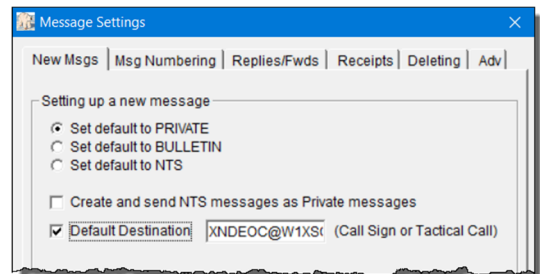 Message Settings
New Msgs Msg Numbering Replies/Fwds Receipts Deleting Adv
Setting up a new message
Set default to PRIVATE
Set default to BULLETIN
Set default to NTS
Create and send NTS messages as Private messages
Default Destination XNDEOC@W1XS (Call Sign or Tactical Call)